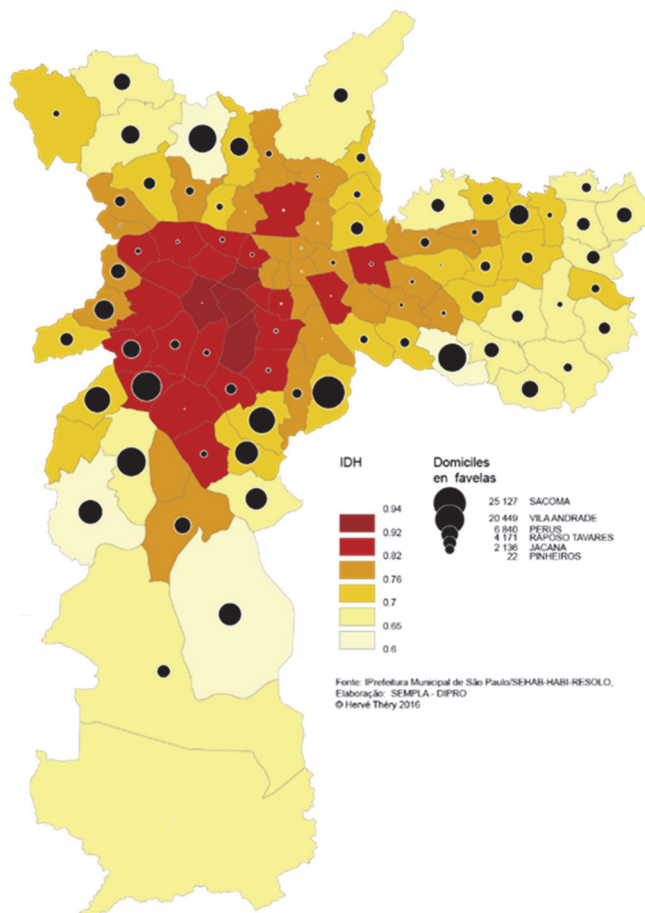 IDH
0.94
0.92
0.82
0.76
0.7
0.65
0.6
Domiciles
en favelas
25 127 SACOMA
20 449 VILA ANDRADE
6 840 PERUS
4 171 RAPOSO TAVARES
2 136 JACANA
22 PINHEIROS
Fonte: IPrefeitura Municipal de São Paulo/SEHAB-HABI-RESOLO,
Elaboração: SEMPLA - DIPRO
© Hervé Théry 2016